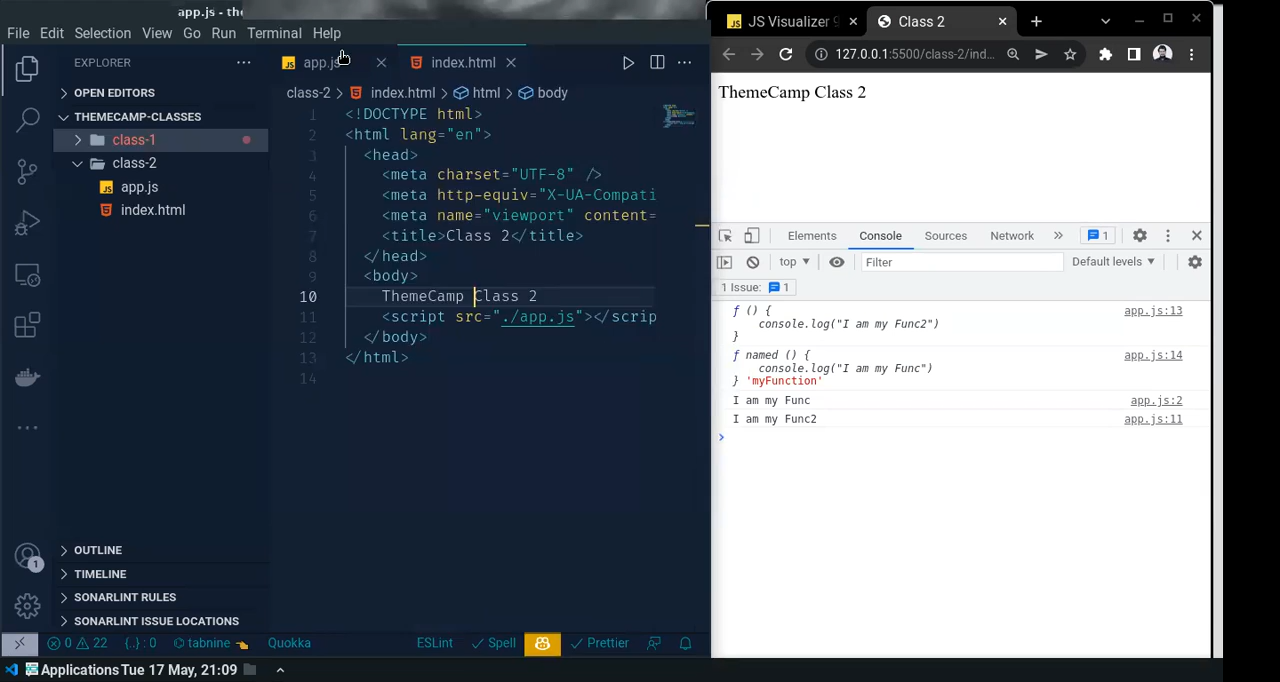 app.js - the
File Edit Selection View Go Run Terminal Help
EXPLORER
OPEN EDITORS
THEMECAMP-CLASSES
class-1
class-2
app.js
index.html
OUTLINE
TIMELINE
SONARLINT RULES
SONARLINT ISSUE LOCATIONS
app.js index.html
class-2 > index.html > html > body
1 <!DOCTYPE html>
2 <html lang="en">
3 <head>
4 <meta charset="UTF-8" />
5 <meta http-equiv="X-UA-Compati
6 <meta name="viewport" content=
7 <title>Class 2</title>
8 </head>
9 <body>
10 ThemeCamp Class 2
11 <script src="./app.js"></scrip
12 </body>
13 </html>
14
0 22 {..} : 0 tabnine Quokka ESLint Spell Prettier
1
Applications Tue 17 May, 21:09
JS Visualizer 9 Class 2
127.0.0.1:5500/class-2/ind...
ThemeCamp Class 2
Elements Console Sources Network 1
top Filter Default levels
1 Issue: 1
ƒ () { app.js:13
console.log("I am my Func2")
}
ƒ named () { app.js:14
console.log("I am my Func")
} 'myFunction'
I am my Func app.js:2
I am my Func2 app.js:11